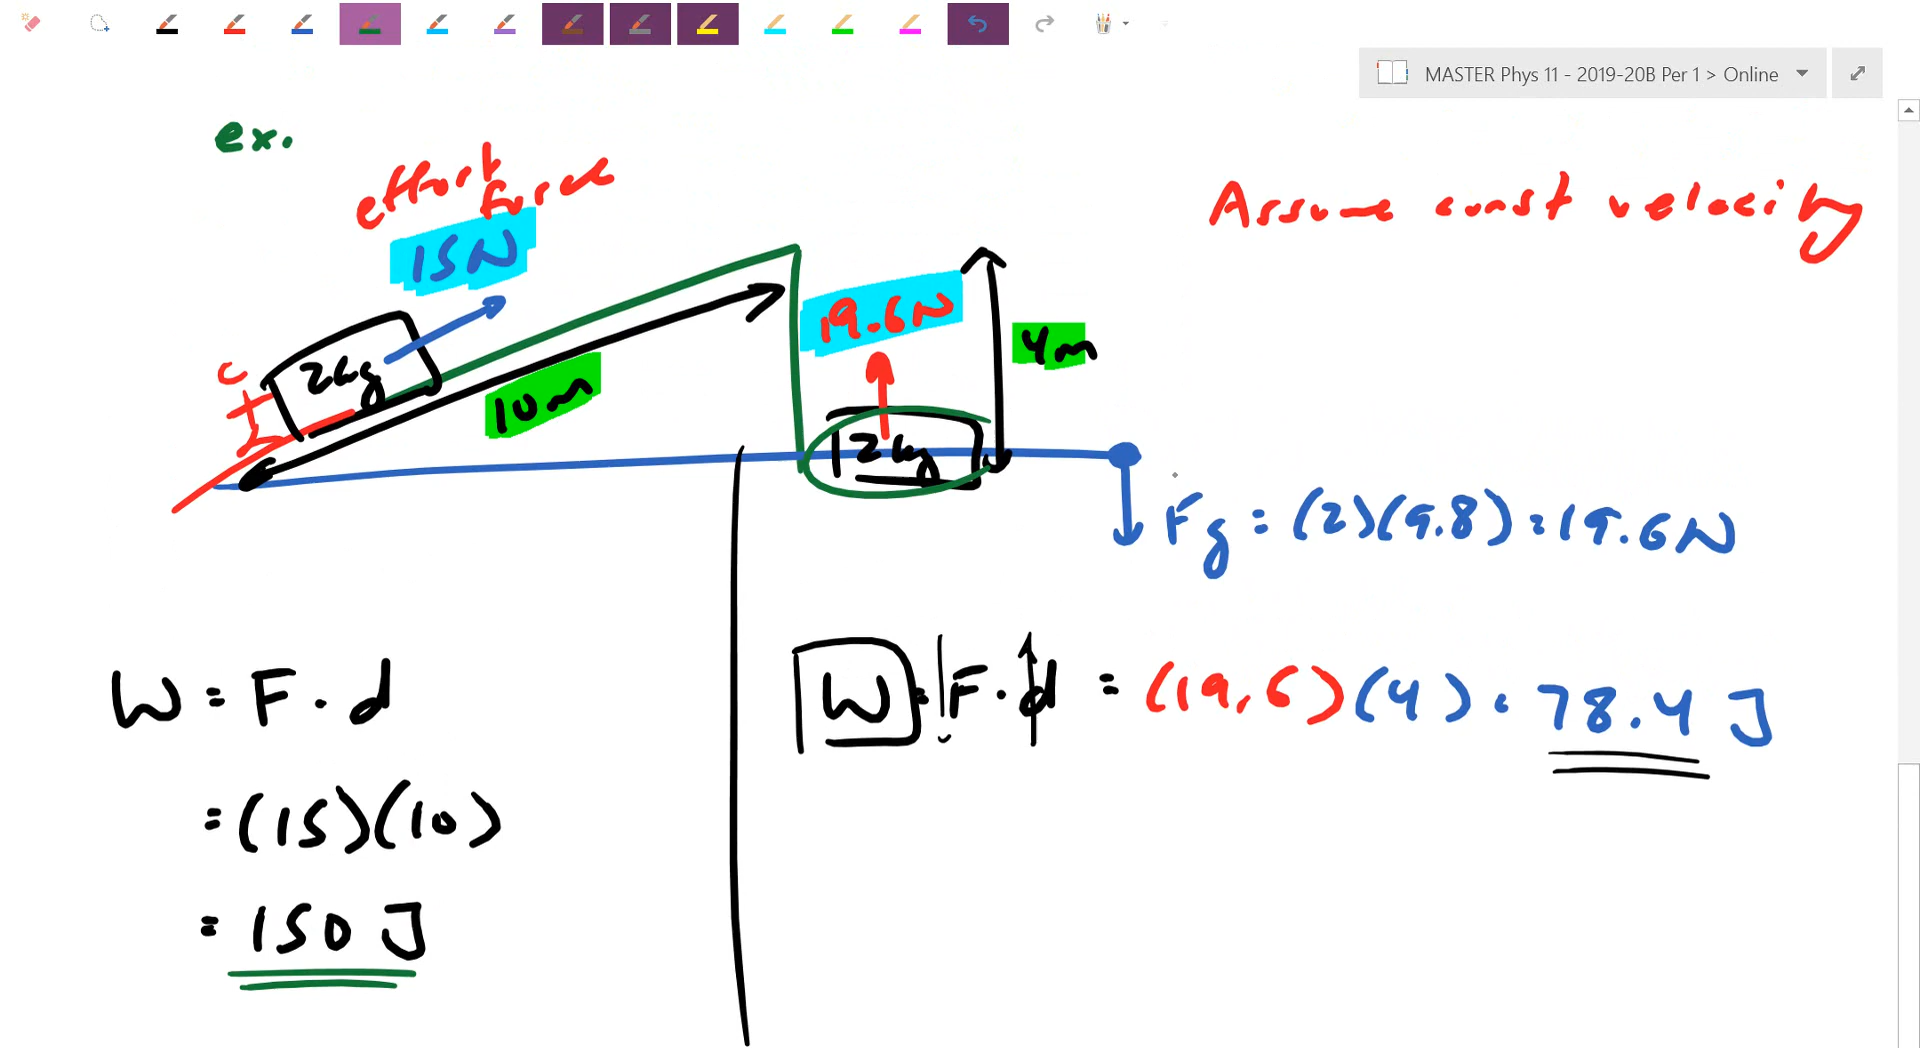 MASTER Phys 11 - 2019-20B Per 1 > Online
ex.
effort
force
15N
Assume const velocity
19.6N
4m
2kg
10m
2kg
Fg = (2)(9.8) = 19.6N
W = F · d
= (15)(10)
= 150 J
W = F · d = (19.6)(4) = 78.4 J